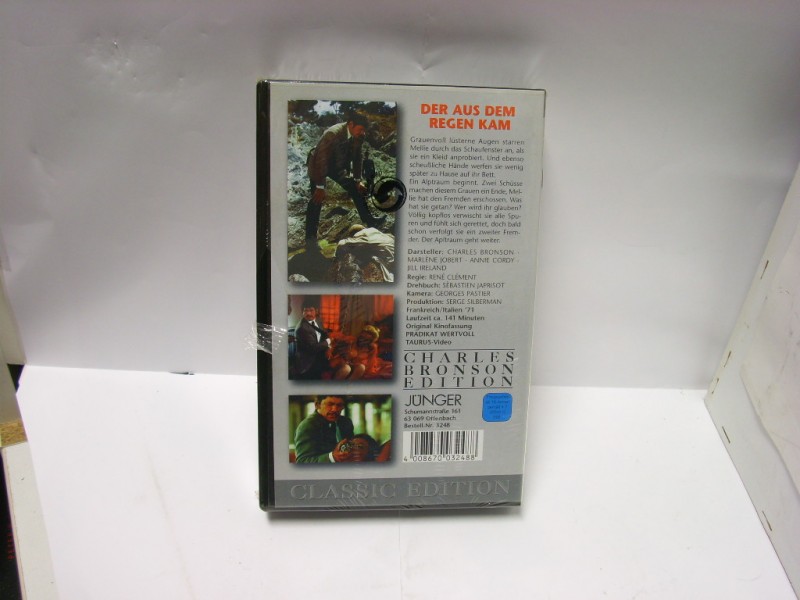 DER AUS DEM
REGEN KAM
Grauenvoll lüsterne Augen starren
Mellie durch das Schaufenster an, als
sie ein Kleid anprobiert. Und ebenso
scheußliche Hände werfen sie wenig
später zu Hause auf ihr Bett.
Ein Alptraum beginnt. Zwei Schüsse
machen diesem Grauen ein Ende, Mel-
lie hat den Fremden erschossen. Was
hat sie getan? Wer wird ihr glauben?
Völlig kopflos verwischt sie alle Spu-
ren und fühlt sich gerettet, doch bald
schon verfolgt sie ein zweiter Frem-
der. Der Alptraum geht weiter.
Darsteller: CHARLES BRONSON -
MARLÈNE JOBERT - ANNIE CORDY -
JILL IRELAND
Regie: RENÉ CLÉMENT
Drehbuch: SÉBASTIEN JAPRISOT
Kamera: GEORGES PASTIER
Produktion: SERGE SILBERMAN
Frankreich/Italien '71
Laufzeit ca. 141 Minuten
Original Kinofassung
PRÄDIKAT WERTVOLL
TAURUS-Video
CHARLES
BRONSON
EDITION
JÜNGER
Schumannstraße 161
63 069 Offenbach
Bestell-Nr. 3248
4 008670 032488
CLASSIC EDITION